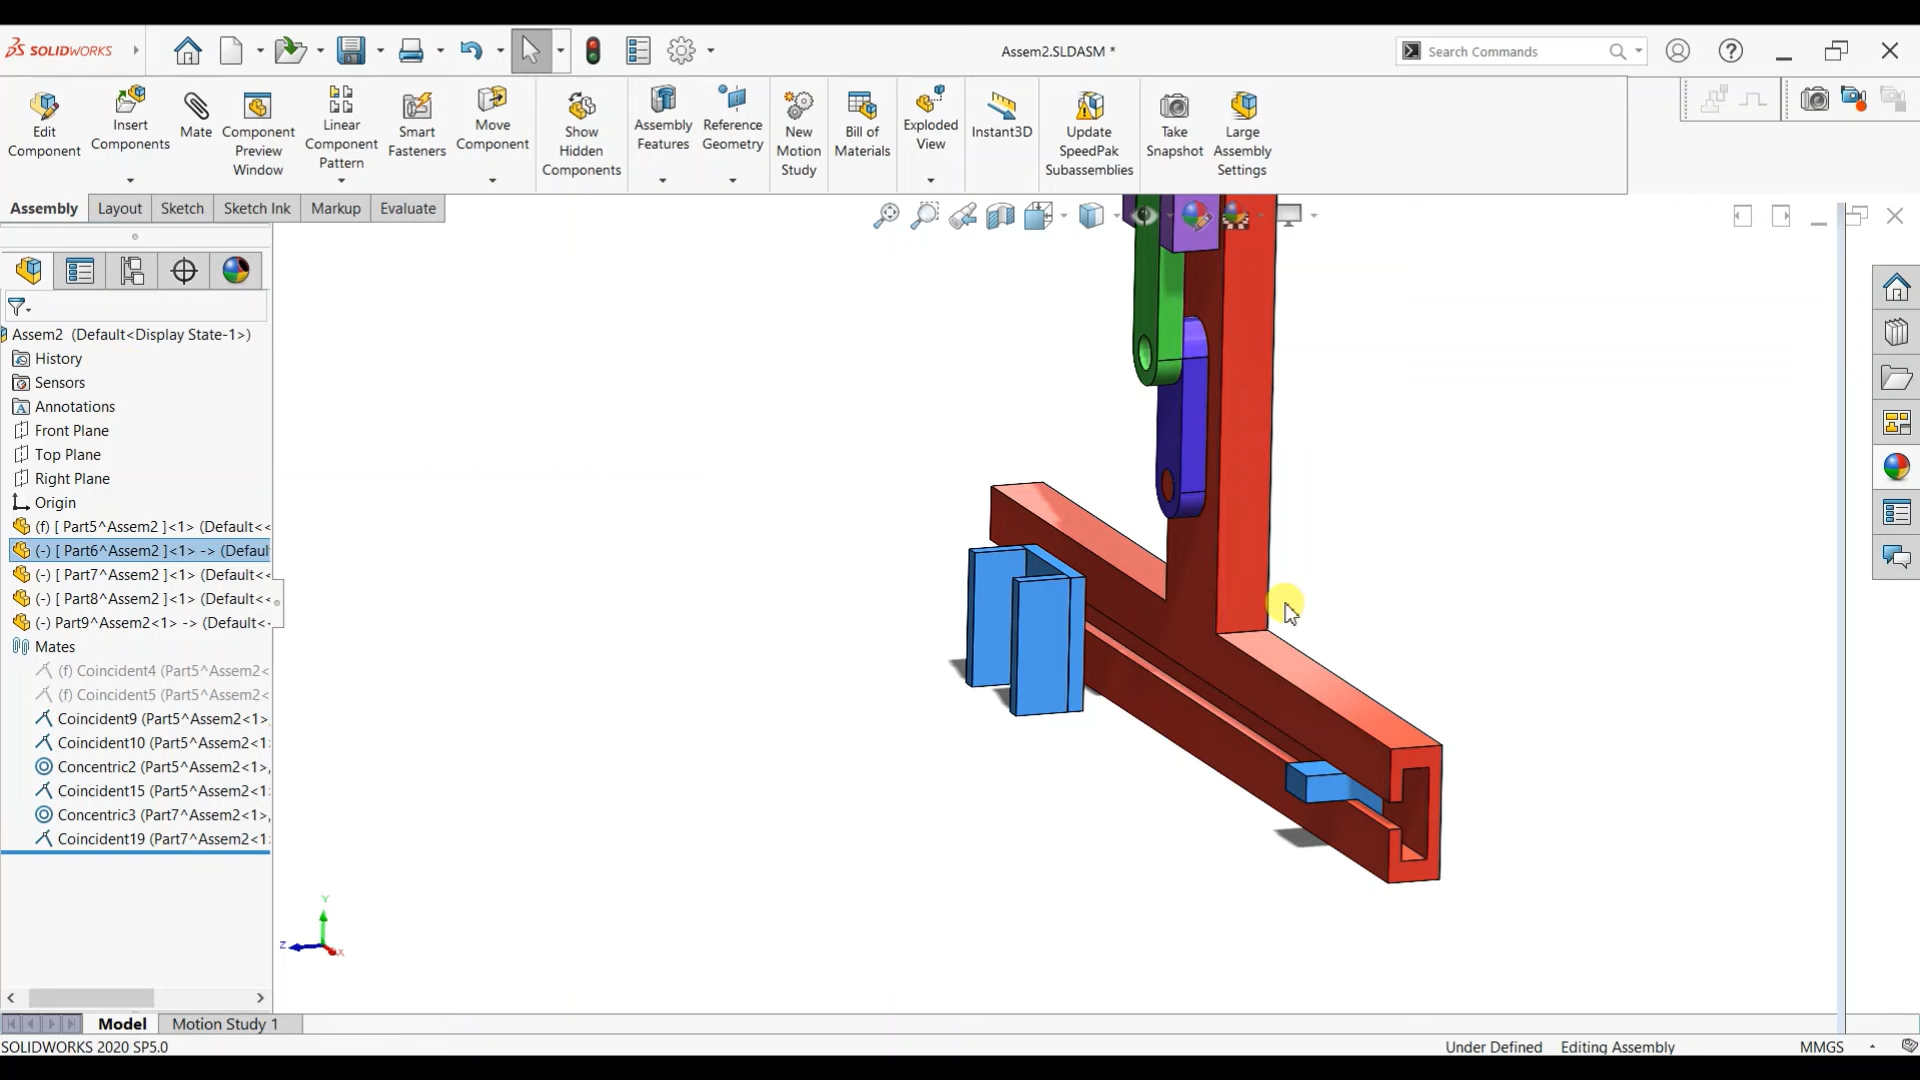 SOLIDWORKS
Assem2.SLDASM *
Search Commands
Edit Component
Insert Components
Mate
Component Preview Window
Linear Component Pattern
Smart Fasteners
Move Component
Show Hidden Components
Assembly Features
Reference Geometry
New Motion Study
Bill of Materials
Exploded View
Instant3D
Update SpeedPak Subassemblies
Take Snapshot
Large Assembly Settings
Assembly
Layout
Sketch
Sketch Ink
Markup
Evaluate
Assem2 (Default<Display State-1>)
History
Sensors
Annotations
Front Plane
Top Plane
Right Plane
Origin
(f) [ Part5^Assem2 ]<1> (Default<<
(-) [ Part6^Assem2 ]<1> -> (Defaul
(-) [ Part7^Assem2 ]<1> (Default<<
(-) [ Part8^Assem2 ]<1> (Default<<
(-) Part9^Assem2<1> -> (Default<
Mates
(f) Coincident4 (Part5^Assem2<
(f) Coincident5 (Part5^Assem2<
Coincident9 (Part5^Assem2<1>,
Coincident10 (Part5^Assem2<1
Concentric2 (Part5^Assem2<1>,
Coincident15 (Part5^Assem2<1
Concentric3 (Part7^Assem2<1>,
Coincident19 (Part7^Assem2<1
Y
Z
X
Model
Motion Study 1
SOLIDWORKS 2020 SP5.0
Under Defined
Editing Assembly
MMGS